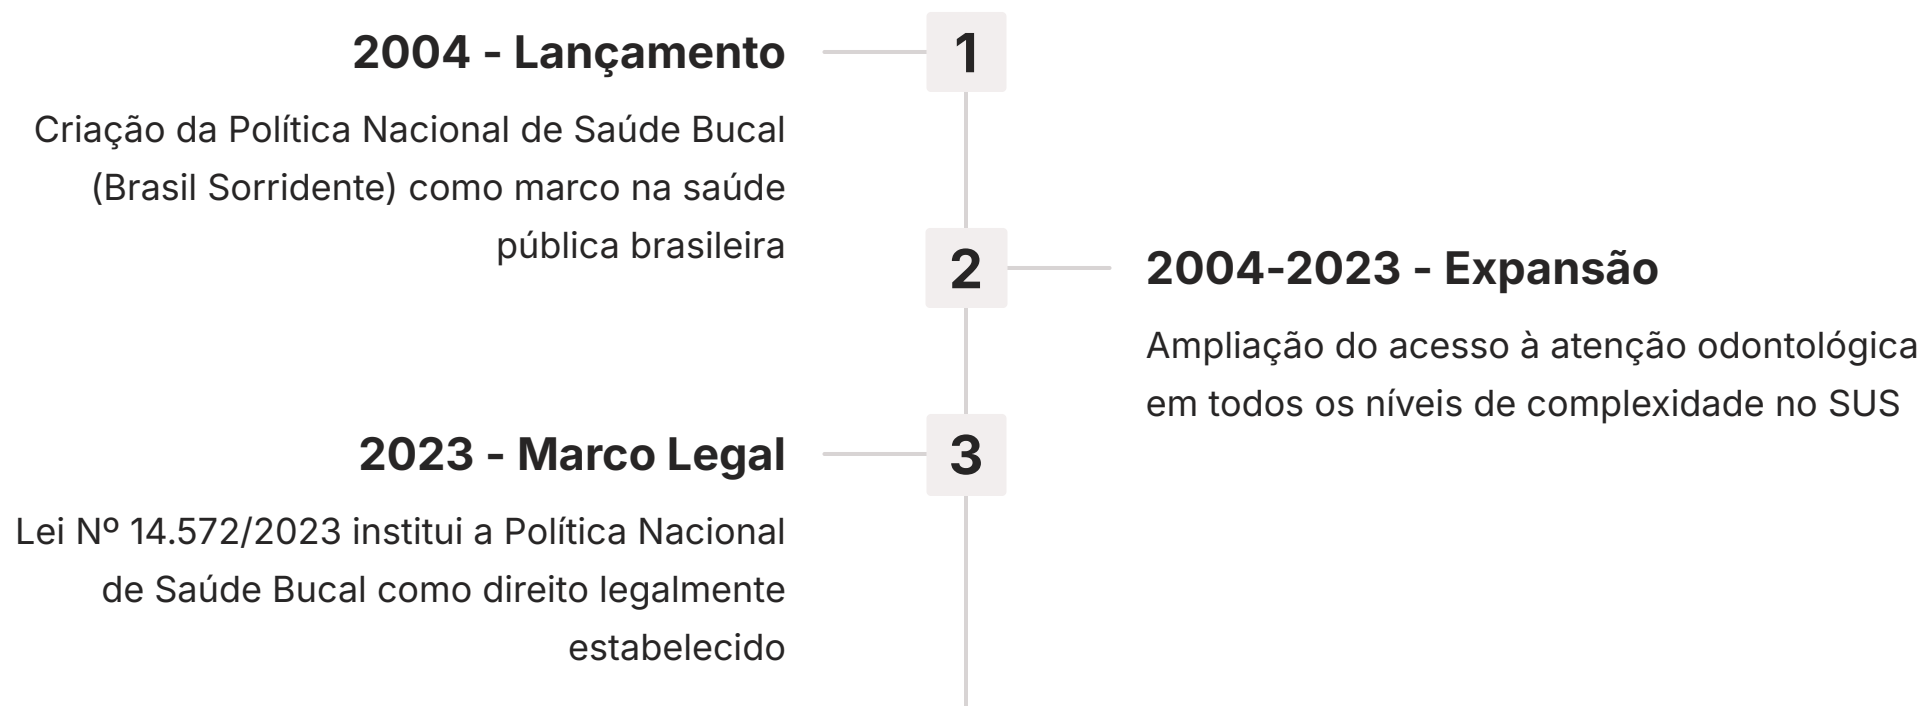 1
2004 - Lançamento
Criação da Política Nacional de Saúde Bucal
(Brasil Sorridente) como marco na saúde
pública brasileira
2
2004-2023 - Expansão
Ampliação do acesso à atenção odontológica
em todos os níveis de complexidade no SUS
3
2023 - Marco Legal
Lei Nº 14.572/2023 institui a Política Nacional
de Saúde Bucal como direito legalmente
estabelecido